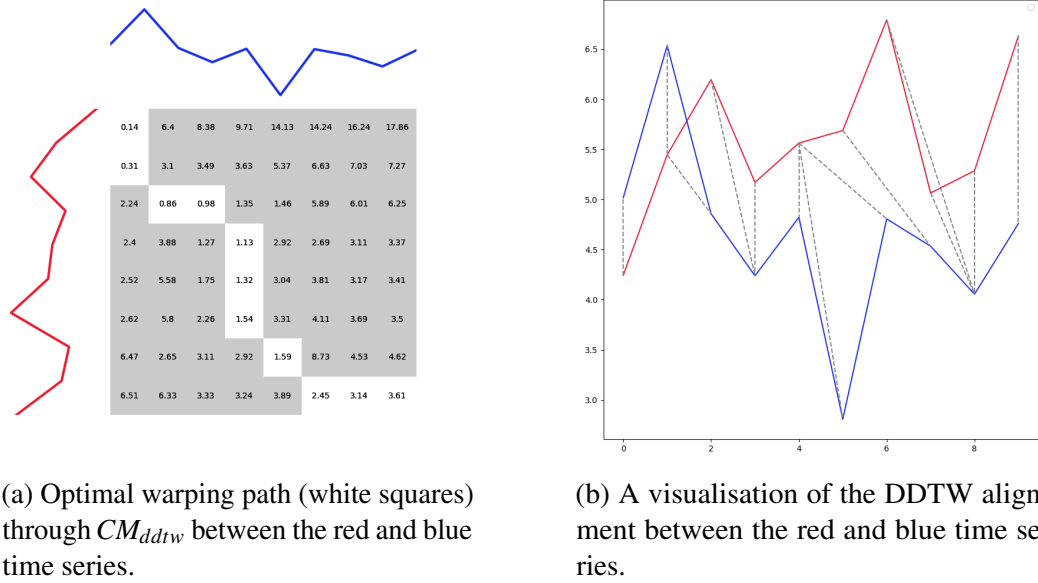 0.14 6.4 8.38 9.71 14.13 14.24 16.24 17.86
0.31 3.1 3.49 3.63 5.37 6.63 7.03 7.27
2.24 0.86 0.98 1.35 1.46 5.89 6.01 6.25
2.4 3.88 1.27 1.13 2.92 2.69 3.11 3.37
2.52 5.58 1.75 1.32 3.04 3.81 3.17 3.41
2.62 5.8 2.26 1.54 3.31 4.11 3.69 3.5
6.47 2.65 3.11 2.92 1.59 8.73 4.53 4.62
6.51 6.33 3.33 3.24 3.89 2.45 3.14 3.61
(a) Optimal warping path (white squares)
through CMddtw between the red and blue
time series.
6.5
6.0
5.5
5.0
4.5
4.0
3.5
3.0
0 2 4 6 8
(b) A visualisation of the DDTW align-
ment between the red and blue time se-
ries.